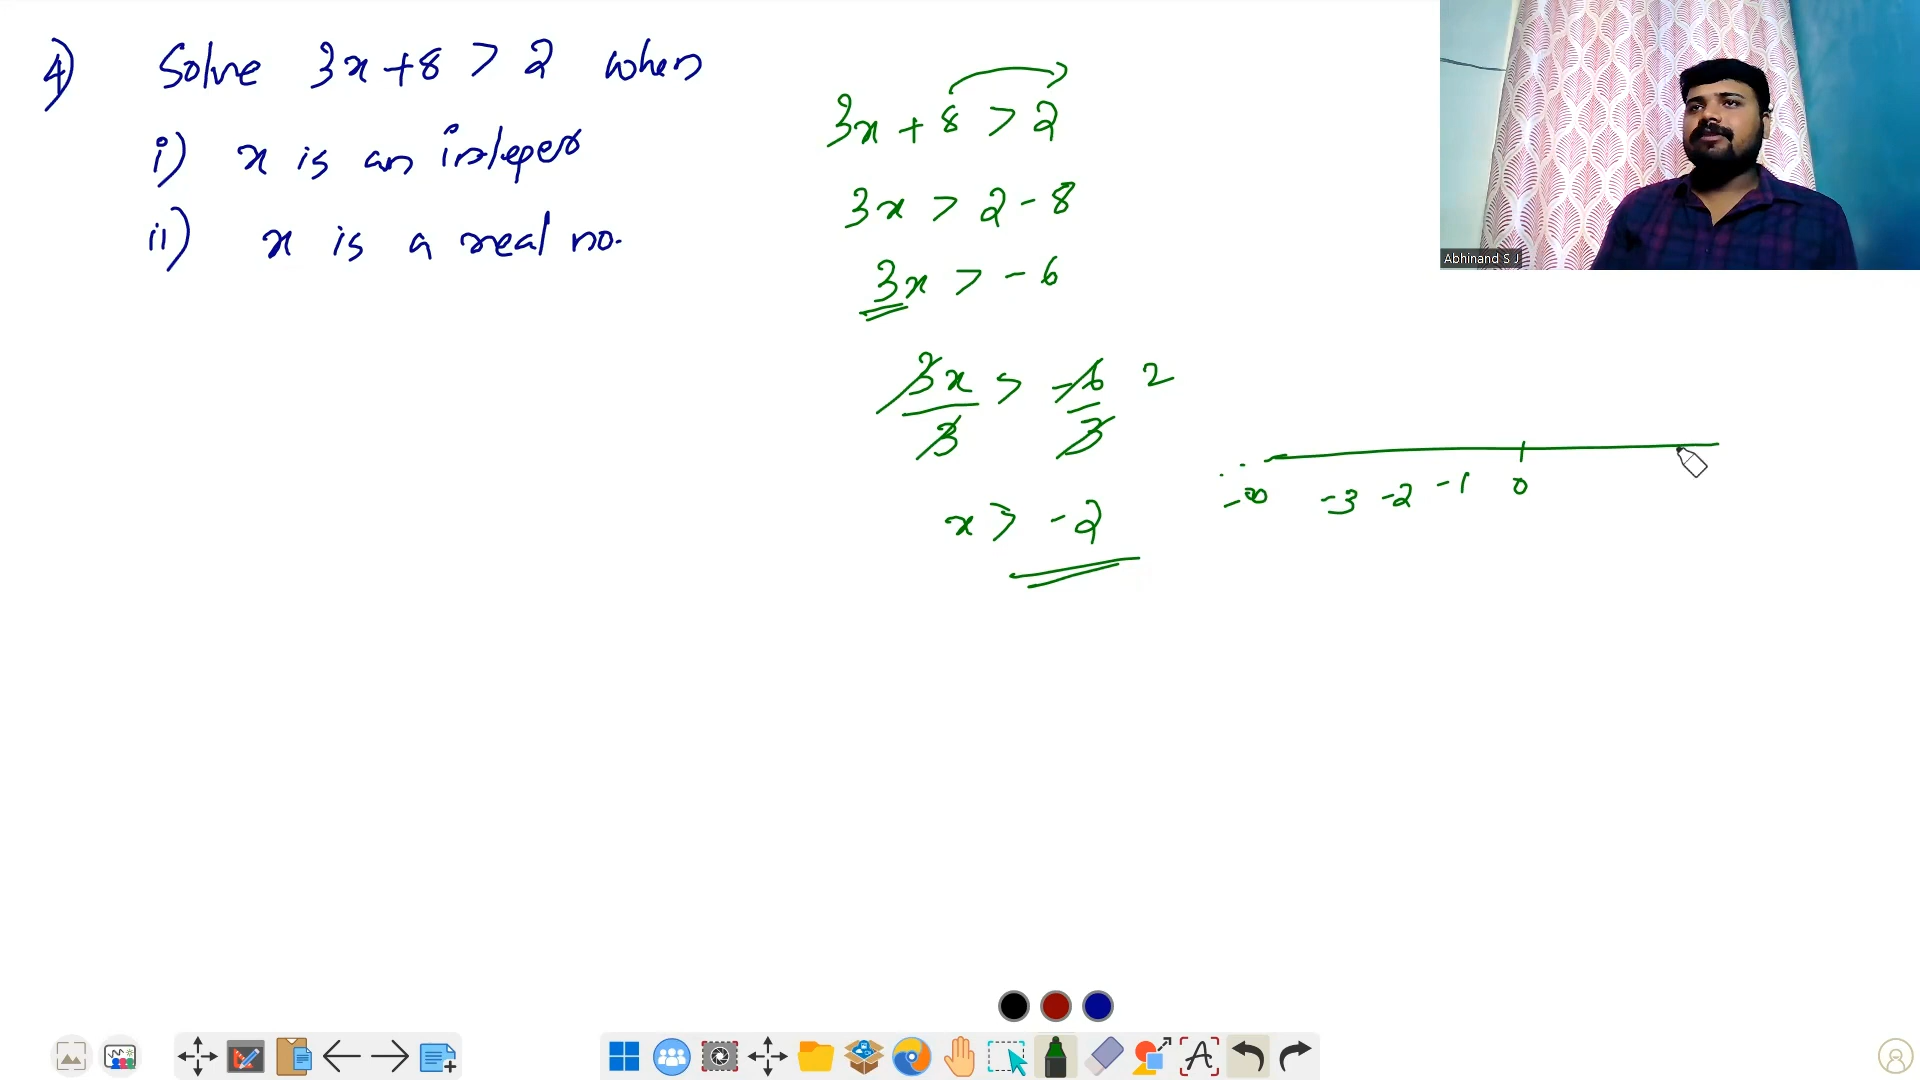 4) Solve 3x+8 > 2 when
i) x is an integer
ii) x is a real no.
3x + 8 > 2
3x > 2 - 8
3x > - 6
3x/3 > -6/3 2
x > - 2
-∞ -3 -2 -1 0
Abhinand S J